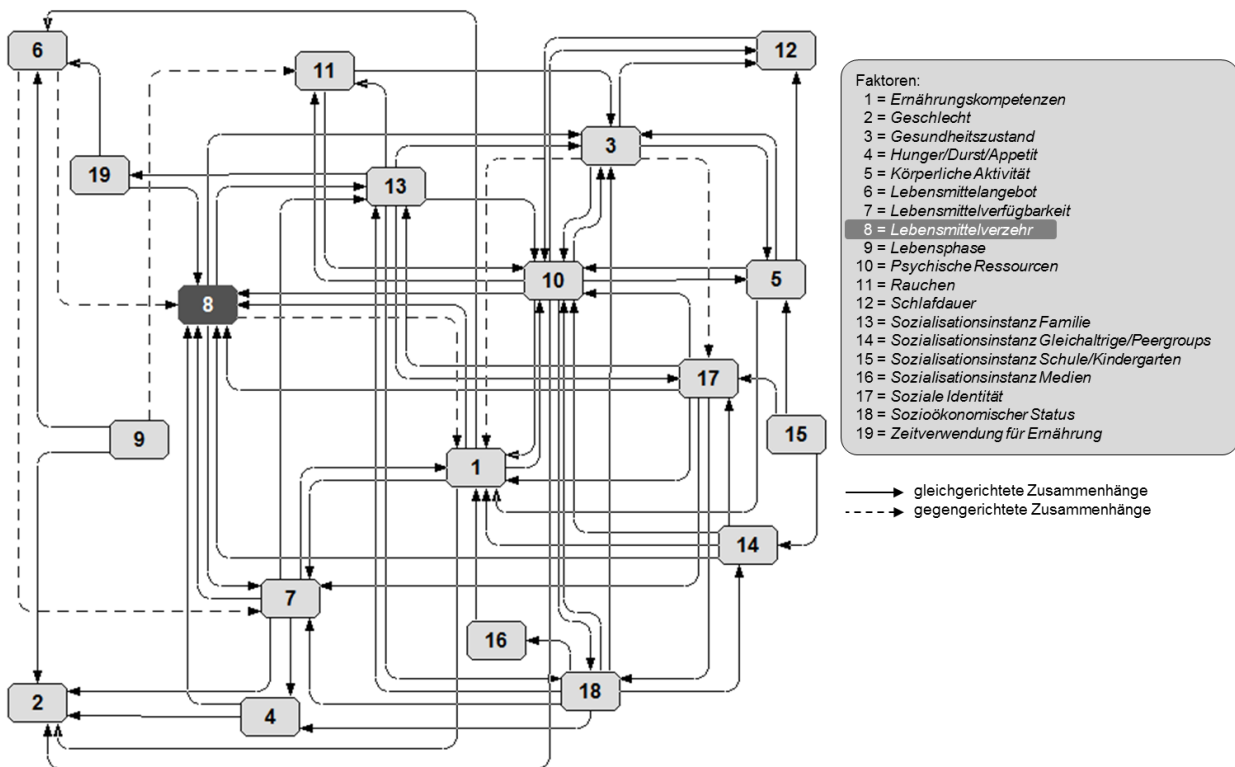 6
11
12
3
19
13
8
10
5
17
9
15
1
14
7
16
2
4
18
Faktoren:
1 = Ernährungskompetenzen
2 = Geschlecht
3 = Gesundheitszustand
4 = Hunger/Durst/Appetit
5 = Körperliche Aktivität
6 = Lebensmittelangebot
7 = Lebensmittelverfügbarkeit
8 = Lebensmittelverzehr
9 = Lebensphase
10 = Psychische Ressourcen
11 = Rauchen
12 = Schlafdauer
13 = Sozialisationsinstanz Familie
14 = Sozialisationsinstanz Gleichaltrige/Peergroups
15 = Sozialisationsinstanz Schule/Kindergarten
16 = Sozialisationsinstanz Medien
17 = Soziale Identität
18 = Sozioökonomischer Status
19 = Zeitverwendung für Ernährung
gleichgerichtete Zusammenhänge
gegengerichtete Zusammenhänge